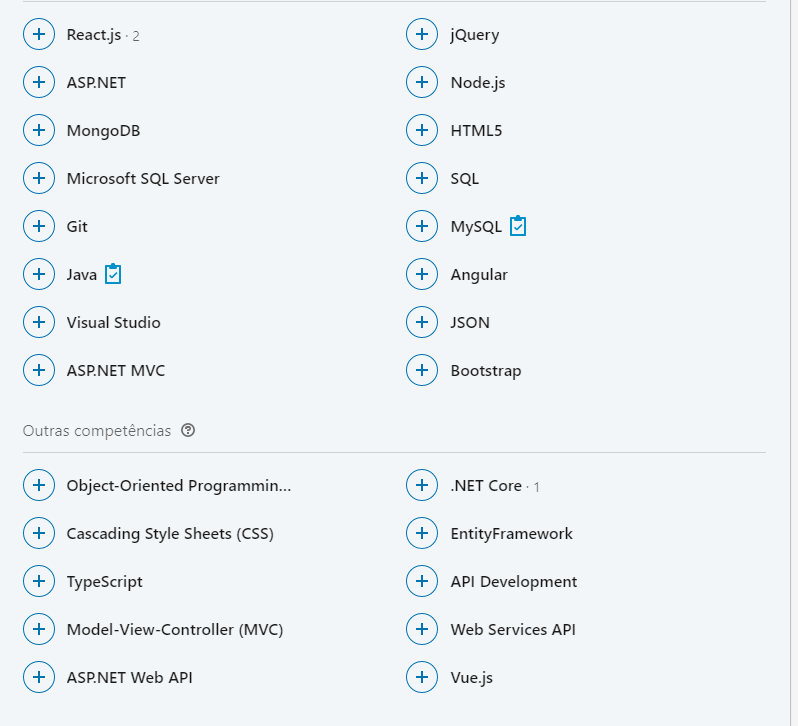 React.js · 2
jQuery
ASP.NET
Node.js
MongoDB
HTML5
Microsoft SQL Server
SQL
Git
MySQL
Java
Angular
Visual Studio
JSON
ASP.NET MVC
Bootstrap
Outras competências
Object-Oriented Programmin...
.NET Core · 1
Cascading Style Sheets (CSS)
EntityFramework
TypeScript
API Development
Model-View-Controller (MVC)
Web Services API
ASP.NET Web API
Vue.js